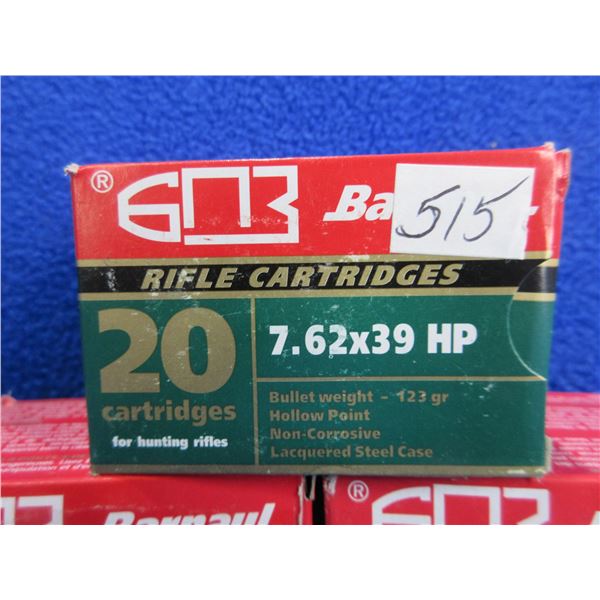 ® БПЗ Ba
515
RIFLE CARTRIDGES
20
cartridges
for hunting rifles
7.62x39 HP
Bullet weight - 123 gr
Hollow Point
Non-Corrosive
Lacquered Steel Case
Barnaul
®